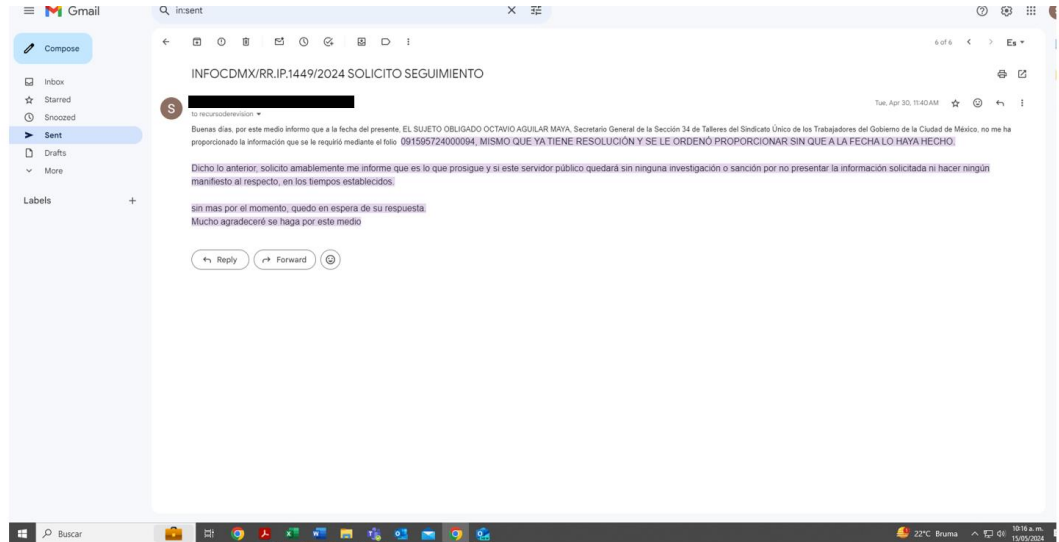 Gmail
in:sent
Compose
6 of 6
Es
Inbox
Starred
Snoozed
Sent
Drafts
More
Labels
+
INFOCDMX/RR.IP.1449/2024 SOLICITO SEGUIMIENTO
S
Tue, Apr 30, 11:40 AM
to recursoderevision
Buenas días, por este medio informo que a la fecha del presente, EL SUJETO OBLIGADO OCTAVIO AGUILAR MAYA, Secretario General de la Sección 34 de Talleres del Sindicato Único de los Trabajadores del Gobierno de la Ciudad de México, no me ha
proporcionado la información que se le requirió mediante el folio 091595724000094, MISMO QUE YA TIENE RESOLUCIÓN Y SE LE ORDENÓ PROPORCIONAR SIN QUE A LA FECHA LO HAYA HECHO.
Dicho lo anterior, solicito amablemente me informe que es lo que prosigue y si este servidor público quedará sin ninguna investigación o sanción por no presentar la información solicitada ni hacer ningún
manifiesto al respecto, en los tiempos establecidos.
sin mas por el momento, quedo en espera de su respuesta.
Mucho agradeceré se haga por este medio
Reply
Forward
Buscar
22°C Bruma
10:16 a. m.
15/05/2024